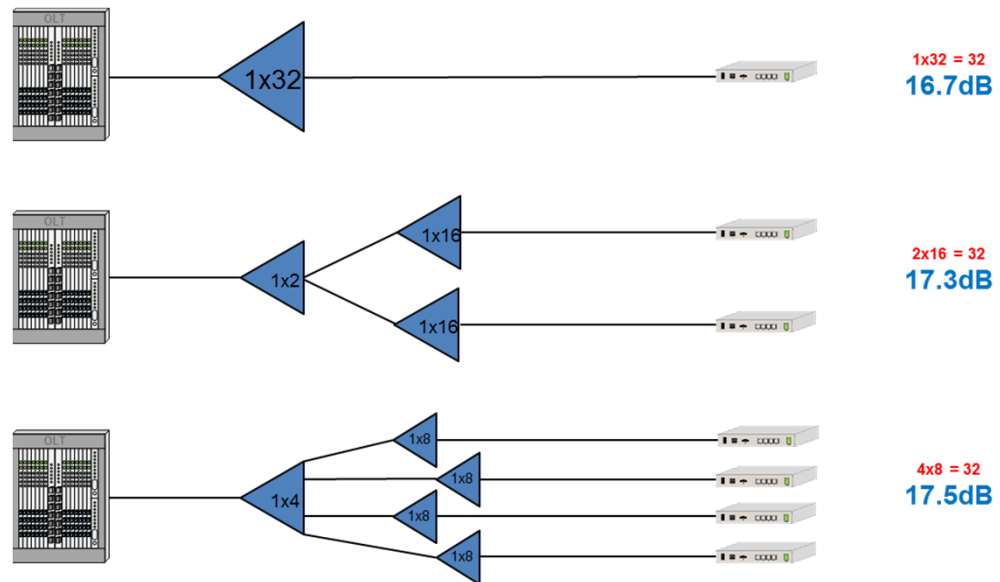 OLT
1x32
1x32 = 32
16.7dB
OLT
1x2
1x16
1x16
2x16 = 32
17.3dB
OLT
1x4
1x8
1x8
1x8
1x8
4x8 = 32
17.5dB